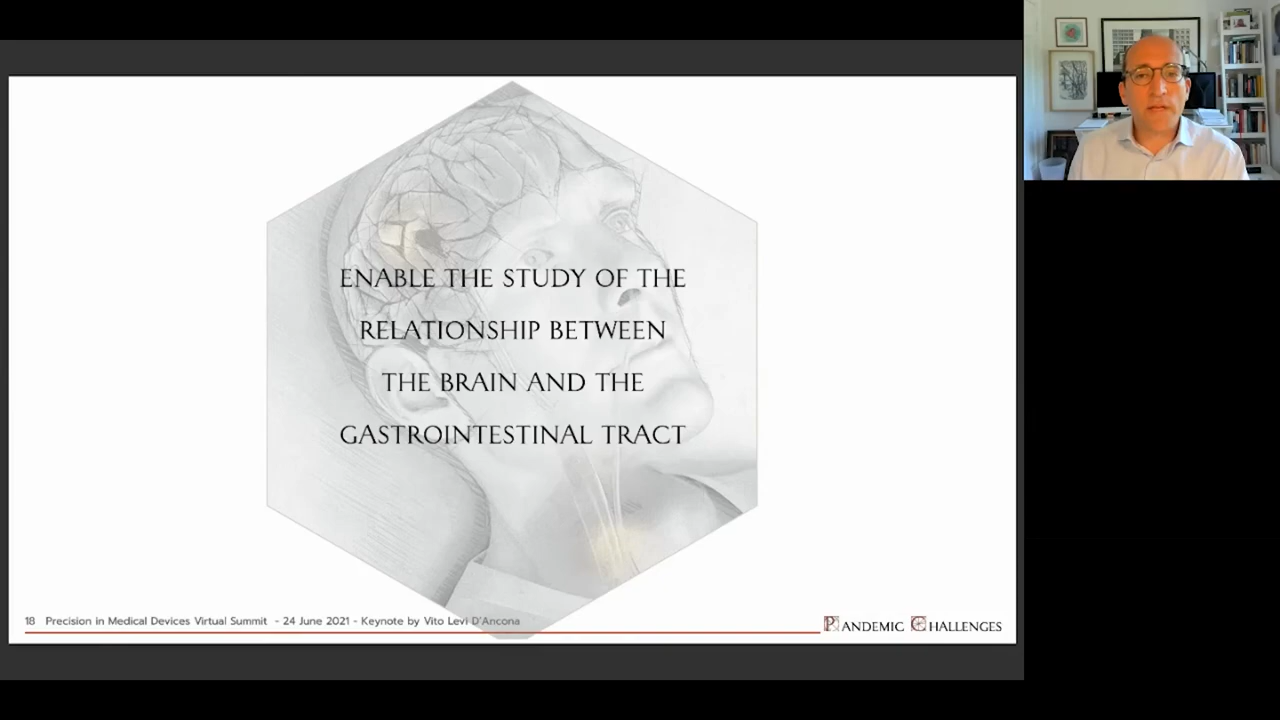 ENABLE THE STUDY OF THE
RELATIONSHIP BETWEEN
THE BRAIN AND THE
GASTROINTESTINAL TRACT
18 Precision in Medical Devices Virtual Summit - 24 June 2021 - Keynote by Vito Levi D'Ancona
PANDEMIC CHALLENGES